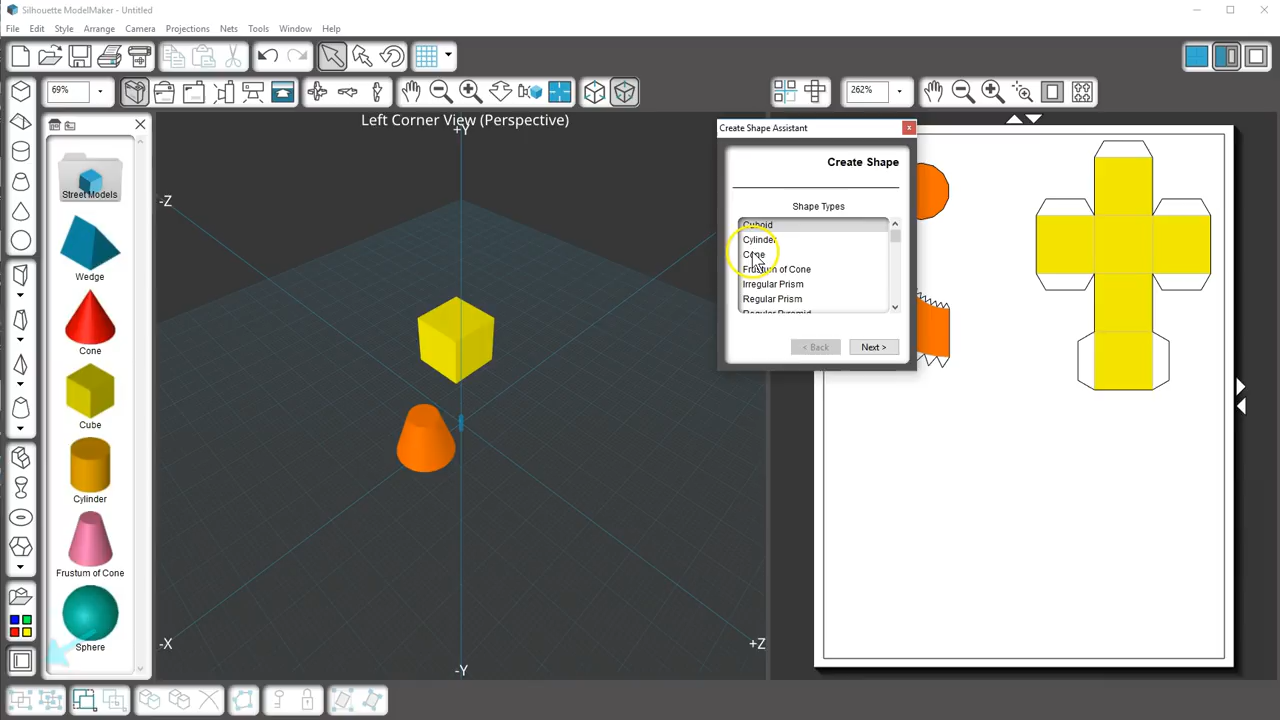 Silhouette ModelMaker - Untitled
File Edit Style Arrange Camera Projections Nets Tools Window Help
69%
262%
Left Corner View (Perspective)
+Y
-Z
-X
+Z
-Y
Street Models
Wedge
Cone
Cube
Cylinder
Frustum of Cone
Sphere
Create Shape Assistant
Create Shape
Shape Types
Cuboid
Cylinder
Cone
Frustum of Cone
Irregular Prism
Regular Prism
Regular Pyramid
< Back Next >